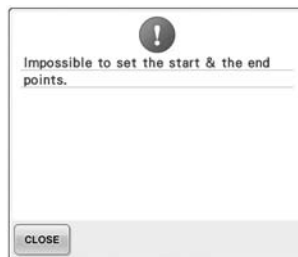 Impossible to set the start & the end
points.
CLOSE